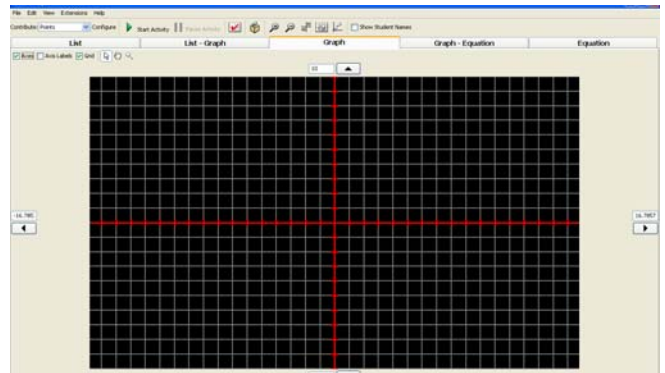 File Edit View Extensions Help
Contribute: Points Configure Start Activity Pause Activity Show Student Names
List List - Graph Graph Graph - Equation Equation
Axes Axis Labels Grid
10
-16.785 16.7857